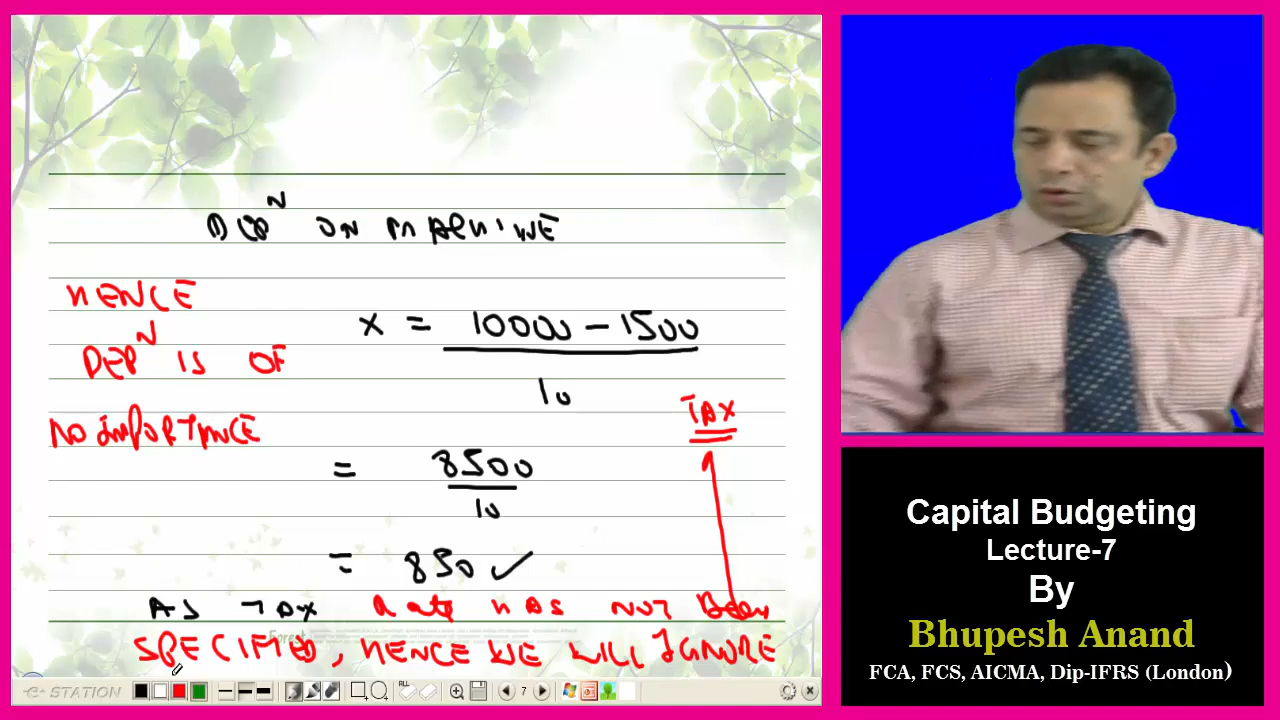 DEPᴺ ON MACHINE
HENCE
x = 10000 – 1500
DEPᴺ IS OF
10
TAX
NO IMPORTANCE
= 8500
10
= 850 ✓
AS TAX Rate HAS NOT Been
SPECIFIED, HENCE WE WILL IGNORE
e-STATION
7
Capital Budgeting
Lecture-7
By
Bhupesh Anand
FCA, FCS, AICMA, Dip-IFRS (London)